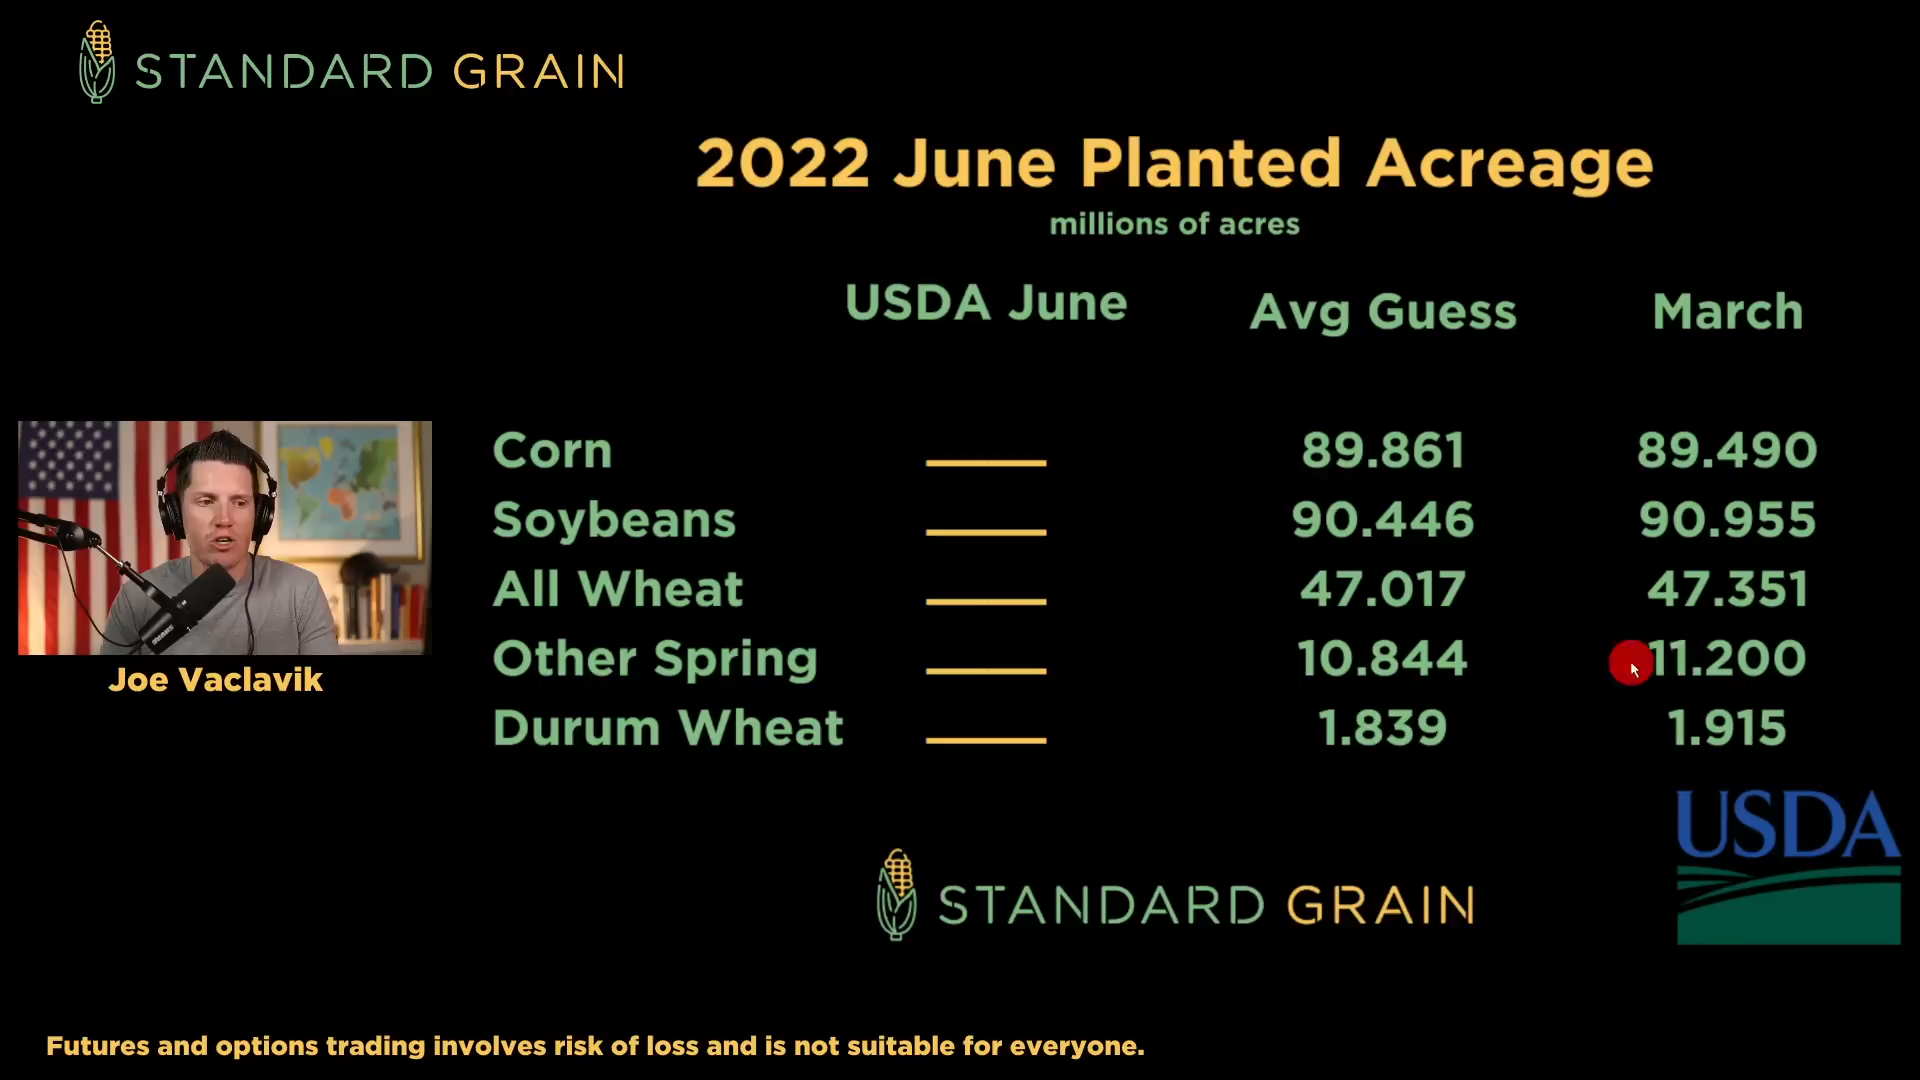 STANDARD GRAIN
2022 June Planted Acreage
millions of acres
USDA June Avg Guess March
Corn 89.861 89.490
Soybeans 90.446 90.955
All Wheat 47.017 47.351
Other Spring 10.844 11.200
Durum Wheat 1.839 1.915
Joe Vaclavik
USDA
STANDARD GRAIN
Futures and options trading involves risk of loss and is not suitable for everyone.